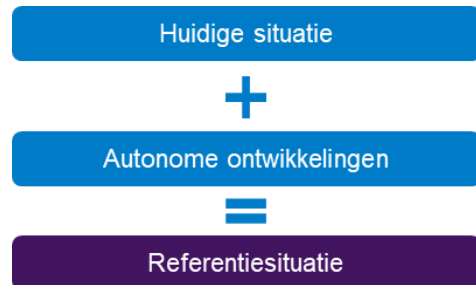 Huidige situatie
+
Autonome ontwikkelingen
=
Referentiesituatie